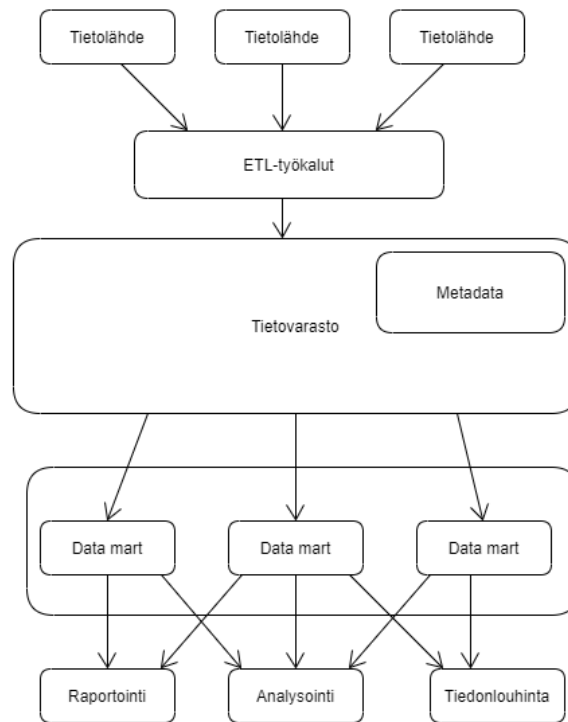 Tietolähde
Tietolähde
Tietolähde
ETL-työkalut
Metadata
Tietovarasto
Data mart
Data mart
Data mart
Raportointi
Analysointi
Tiedonlouhinta